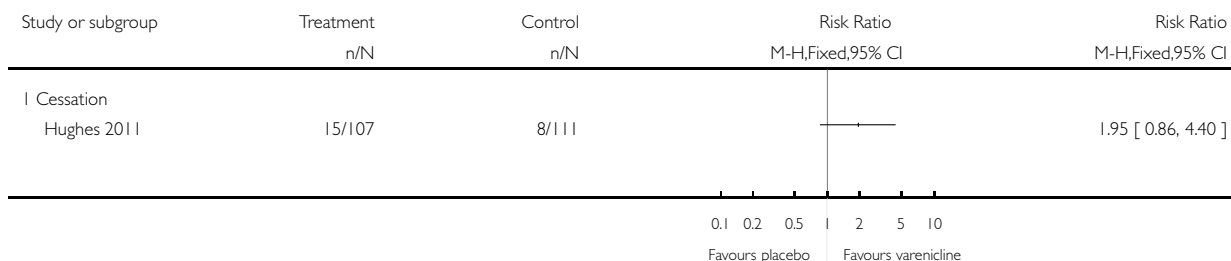 Study or subgroup Treatment Control Risk Ratio Risk Ratio
n/N n/N M-H,Fixed,95% CI M-H,Fixed,95% CI
1 Cessation
Hughes 2011 15/107 8/111 1.95 [ 0.86, 4.40 ]
0.1 0.2 0.5 1 2 5 10
Favours placebo Favours varenicline